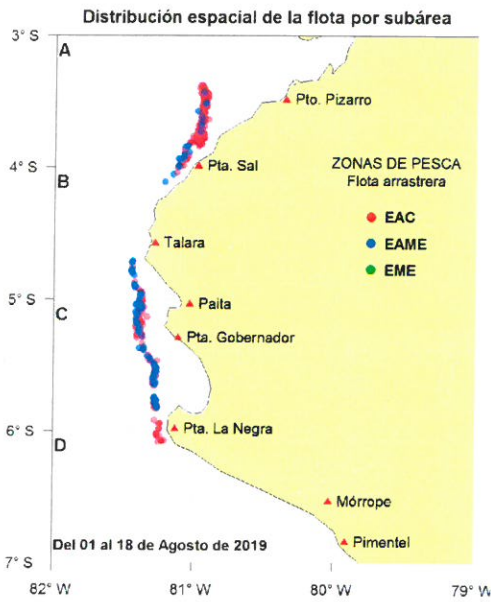 Distribución espacial de la flota por subárea
3° S
A
Pto. Pizarro
4° S
Pta. Sal
ZONAS DE PESCA
Flota arrastrera
B
EAC
EAME
EME
Talara
5° S
C
Paita
Pta. Gobernador
6° S
D
Pta. La Negra
Mórrope
Del 01 al 18 de Agosto de 2019
Pimentel
7° S
82° W
81° W
80° W
79° W